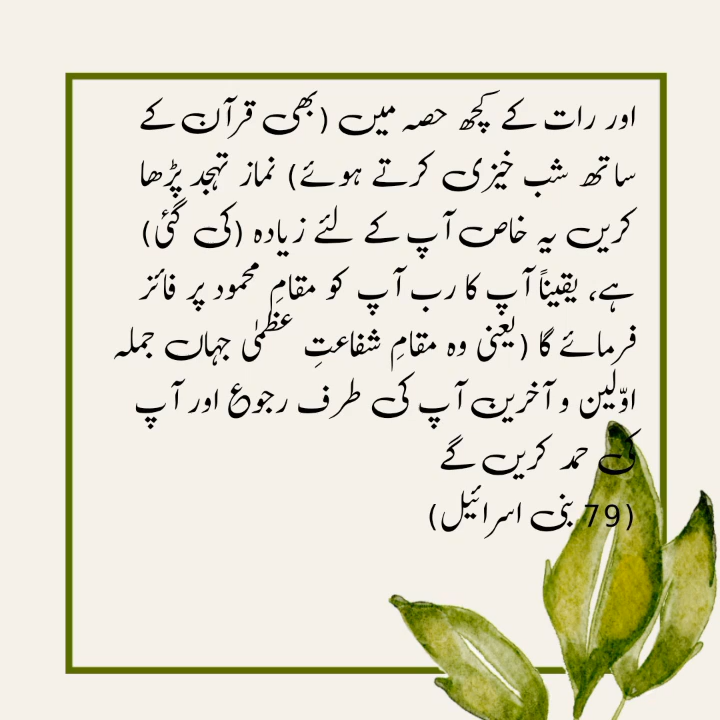 اور رات کے کچھ حصہ میں (بھی قرآن کے
ساتھ شب خیزی کرتے ہوئے) نماز تہجد پڑھا
کریں یہ خاص آپ کے لئے زیادہ (کی گئی)
ہے، یقیناً آپ کا رب آپ کو مقامِ محمود پر فائز
فرمائے گا (یعنی وہ مقامِ شفاعتِ عظمٰی جہاں جملہ
اوّلین و آخرین آپ کی طرف رجوع اور آپ
کی حمد کریں گے
(79 بنی اسرائیل)